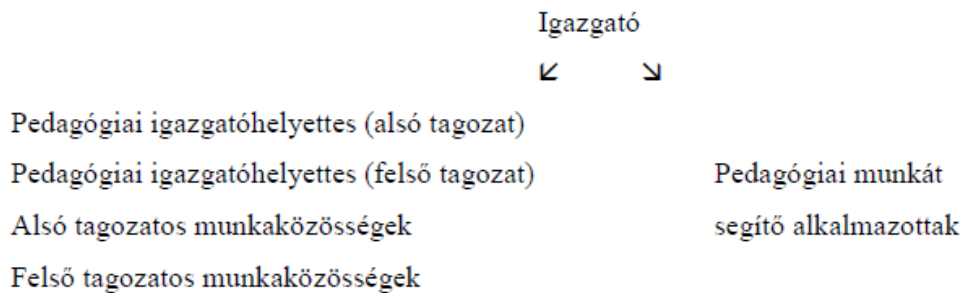 Igazgató
↙ ↘
Pedagógiai igazgatóhelyettes (alsó tagozat)
Pedagógiai igazgatóhelyettes (felső tagozat)
Pedagógiai munkát
Alsó tagozatos munkaközösségek
segítő alkalmazottak
Felső tagozatos munkaközösségek